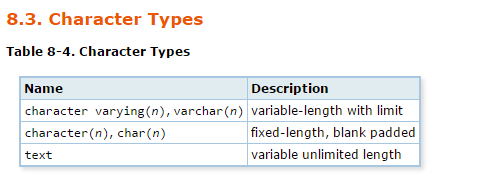 8.3. Character Types
Table 8-4. Character Types
Name Description
character varying(n), varchar(n) variable-length with limit
character(n), char(n) fixed-length, blank padded
text variable unlimited length